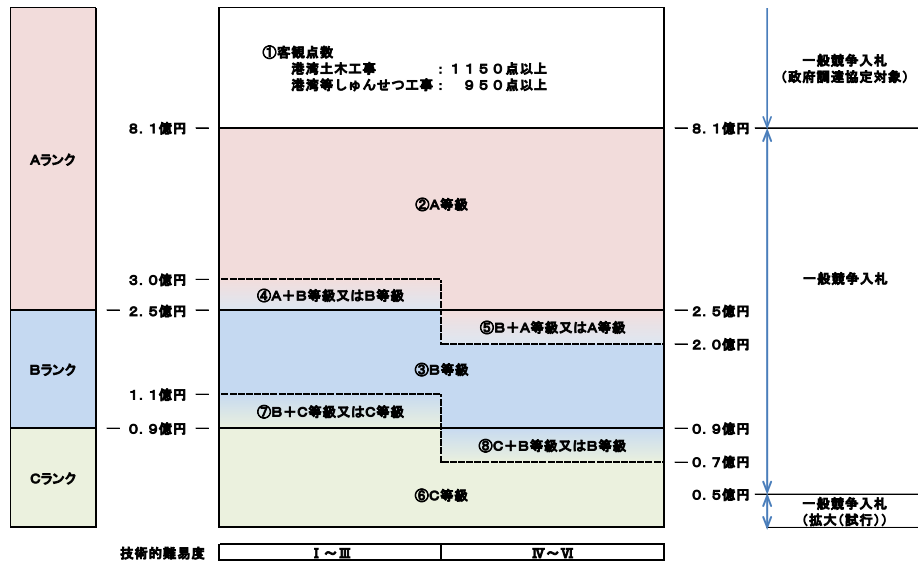 ①客観点数
港湾土木工事　　　　：１１５０点以上
港湾等しゅんせつ工事：　９５０点以上
一般競争入札
（政府調達協定対象）
８．１億円
８．１億円
Aランク
②A等級
３．０億円
一般競争入札
④A＋B等級又はB等級
２．５億円
２．５億円
⑤B＋A等級又はA等級
２．０億円
Bランク
③B等級
１．１億円
⑦B＋C等級又はC等級
０．９億円
０．９億円
⑧C＋B等級又はB等級
０．７億円
Cランク
⑥C等級
０．５億円
一般競争入札
（拡大（試行））
技術的難易度
Ⅰ～Ⅲ
Ⅳ～Ⅵ